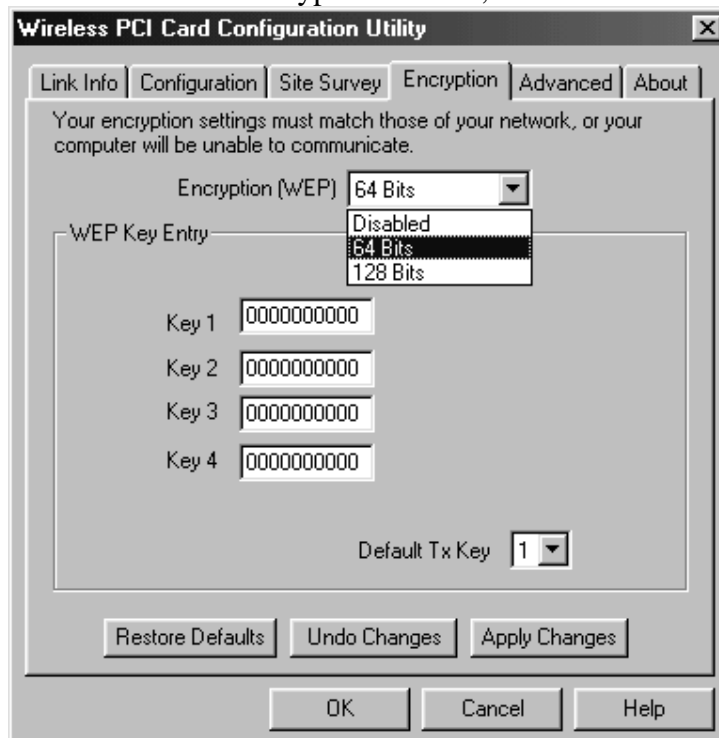 Wireless PCI Card Configuration Utility
Link Info Configuration Site Survey Encryption Advanced About
Your encryption settings must match those of your network, or your
computer will be unable to communicate.
Encryption (WEP) 64 Bits
Disabled
64 Bits
128 Bits
WEP Key Entry
Key 1 0000000000
Key 2 0000000000
Key 3 0000000000
Key 4 0000000000
Default Tx Key 1
Restore Defaults Undo Changes Apply Changes
OK Cancel Help